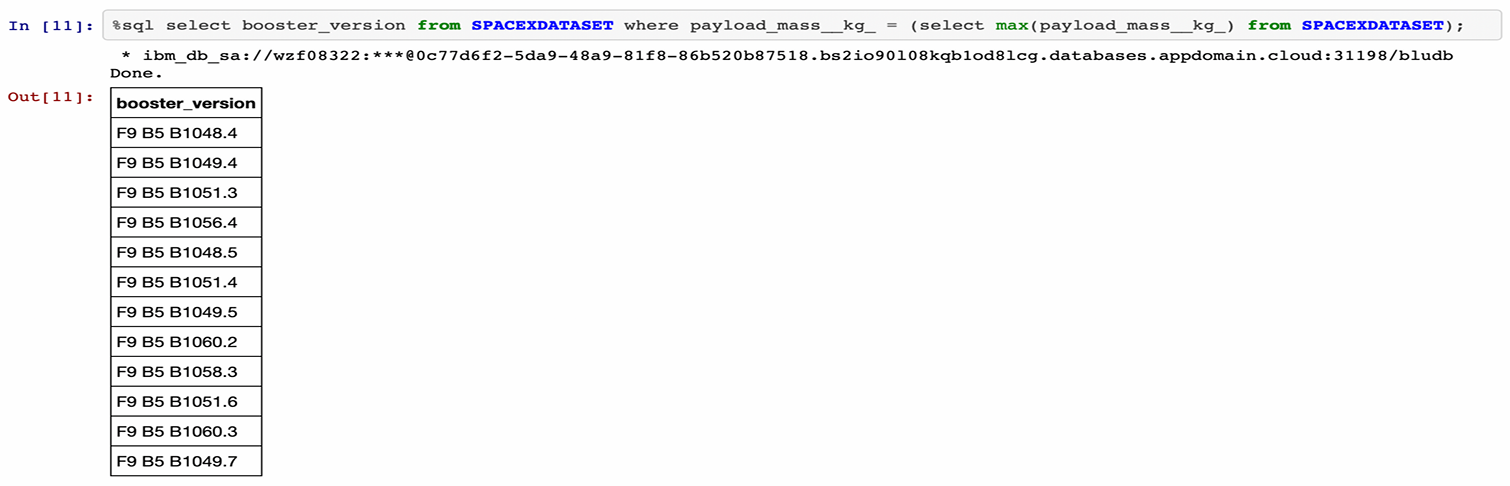 In [11]: %sql select booster_version from SPACEXDATASET where payload_mass__kg_ = (select max(payload_mass__kg_) from SPACEXDATASET);
* ibm_db_sa://wzf08322:***@0c77d6f2-5da9-48a9-81f8-86b520b87518.bs2io90l08kqb1od8lcg.databases.appdomain.cloud:31198/bludb
Done.
Out[11]:
booster_version
F9 B5 B1048.4
F9 B5 B1049.4
F9 B5 B1051.3
F9 B5 B1056.4
F9 B5 B1048.5
F9 B5 B1051.4
F9 B5 B1049.5
F9 B5 B1060.2
F9 B5 B1058.3
F9 B5 B1051.6
F9 B5 B1060.3
F9 B5 B1049.7